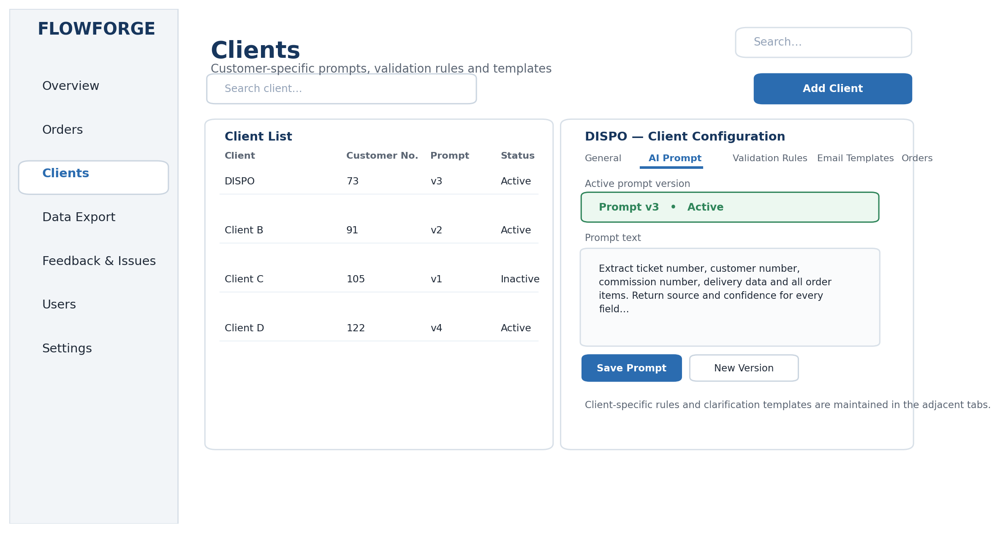 FLOWFORGE
Overview
Orders
Clients
Data Export
Feedback & Issues
Users
Settings
Clients
Customer-specific prompts, validation rules and templates
Search...
Search client...
Add Client
Client List
Client Customer No. Prompt Status
DISPO 73 v3 Active
Client B 91 v2 Active
Client C 105 v1 Inactive
Client D 122 v4 Active
DISPO — Client Configuration
General AI Prompt Validation Rules Email Templates Orders
Active prompt version
Prompt v3 • Active
Prompt text
Extract ticket number, customer number,
commission number, delivery data and all order
items. Return source and confidence for every
field...
Save Prompt
New Version
Client-specific rules and clarification templates are maintained in the adjacent tabs.